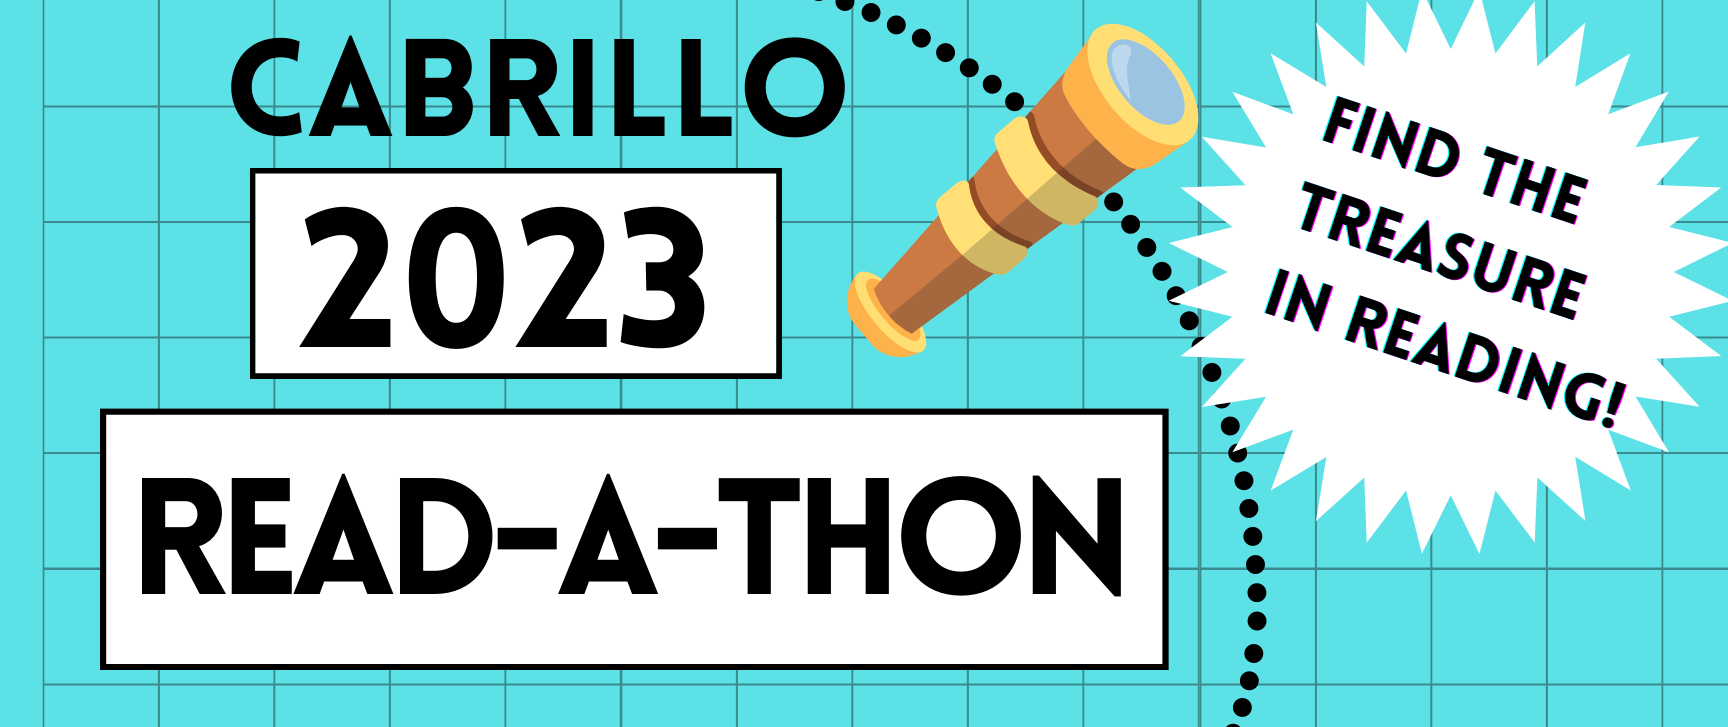 CABRILLO
2023
READ-A-THON
FIND THE
TREASURE
IN READING!